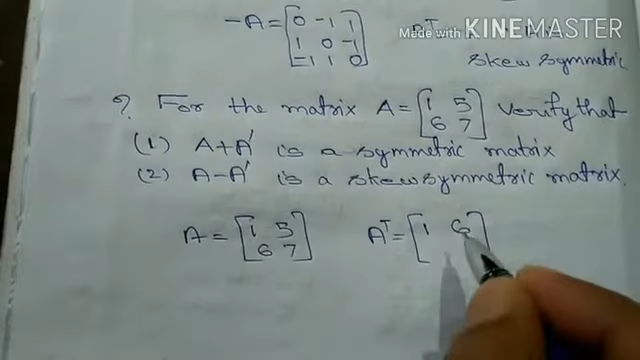 -A = [0 -1 1
1 0 -1
-1 1 0]
Made with KINEMASTER
skew symmetric
? For the matrix A = [1 5
6 7] verify that
(1) A+A' is a symmetric matrix
(2) A-A' is a skew symmetric matrix.
A = [1 5
6 7] Aᵀ = [1 6